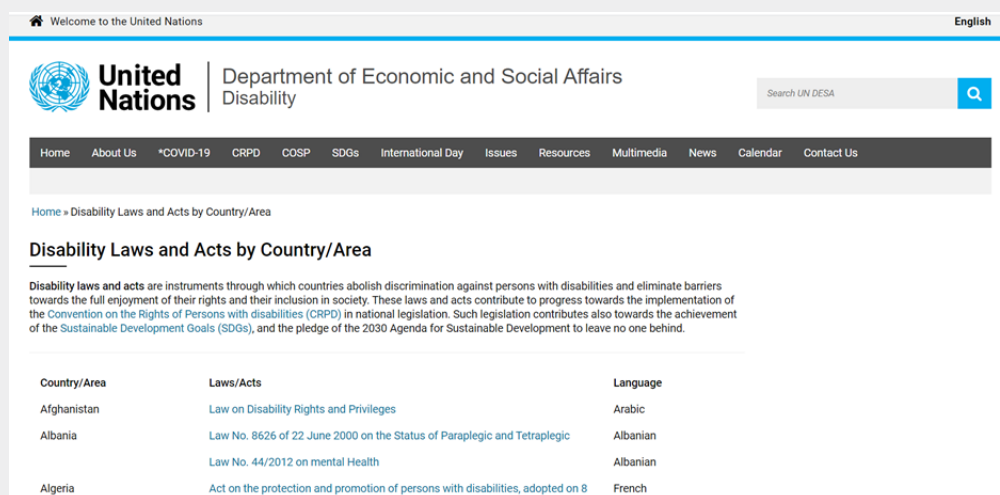 Welcome to the United Nations
English
United Nations
Department of Economic and Social Affairs
Disability
Search UN DESA
Home About Us *COVID-19 CRPD COSP SDGs International Day Issues Resources Multimedia News Calendar Contact Us
Home » Disability Laws and Acts by Country/Area
Disability Laws and Acts by Country/Area
Disability laws and acts are instruments through which countries abolish discrimination against persons with disabilities and eliminate barriers
towards the full enjoyment of their rights and their inclusion in society. These laws and acts contribute to progress towards the implementation of
the Convention on the Rights of Persons with disabilities (CRPD) in national legislation. Such legislation contributes also towards the achievement
of the Sustainable Development Goals (SDGs), and the pledge of the 2030 Agenda for Sustainable Development to leave no one behind.
Country/Area Laws/Acts Language
Afghanistan Law on Disability Rights and Privileges Arabic
Albania Law No. 8626 of 22 June 2000 on the Status of Paraplegic and Tetraplegic Albanian
Law No. 44/2012 on mental Health Albanian
Algeria Act on the protection and promotion of persons with disabilities, adopted on 8 French